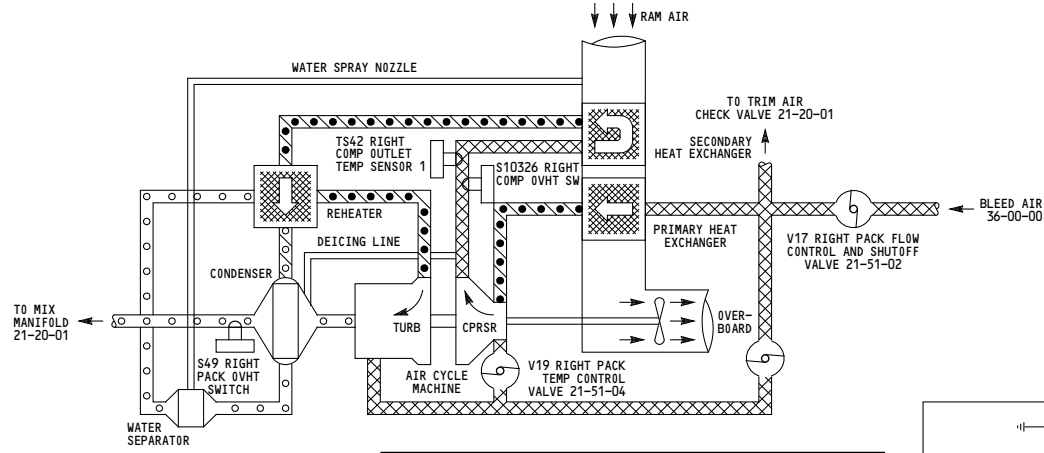 RAM AIR
WATER SPRAY NOZZLE
TO TRIM AIR
CHECK VALVE 21-20-01
TS42 RIGHT
COMP OUTLET
TEMP SENSOR 1
SECONDARY
HEAT EXCHANGER
S10326 RIGHT
COMP OVHT SW
REHEATER
BLEED AIR
36-00-00
PRIMARY HEAT
EXCHANGER
V17 RIGHT PACK FLOW
CONTROL AND SHUTOFF
VALVE 21-51-02
DEICING LINE
CONDENSER
TO MIX
MANIFOLD
21-20-01
TURB
CPRSR
OVER-
BOARD
S49 RIGHT
PACK OVHT
SWITCH
AIR CYCLE
MACHINE
V19 RIGHT PACK
TEMP CONTROL
VALVE 21-51-04
WATER
SEPARATOR